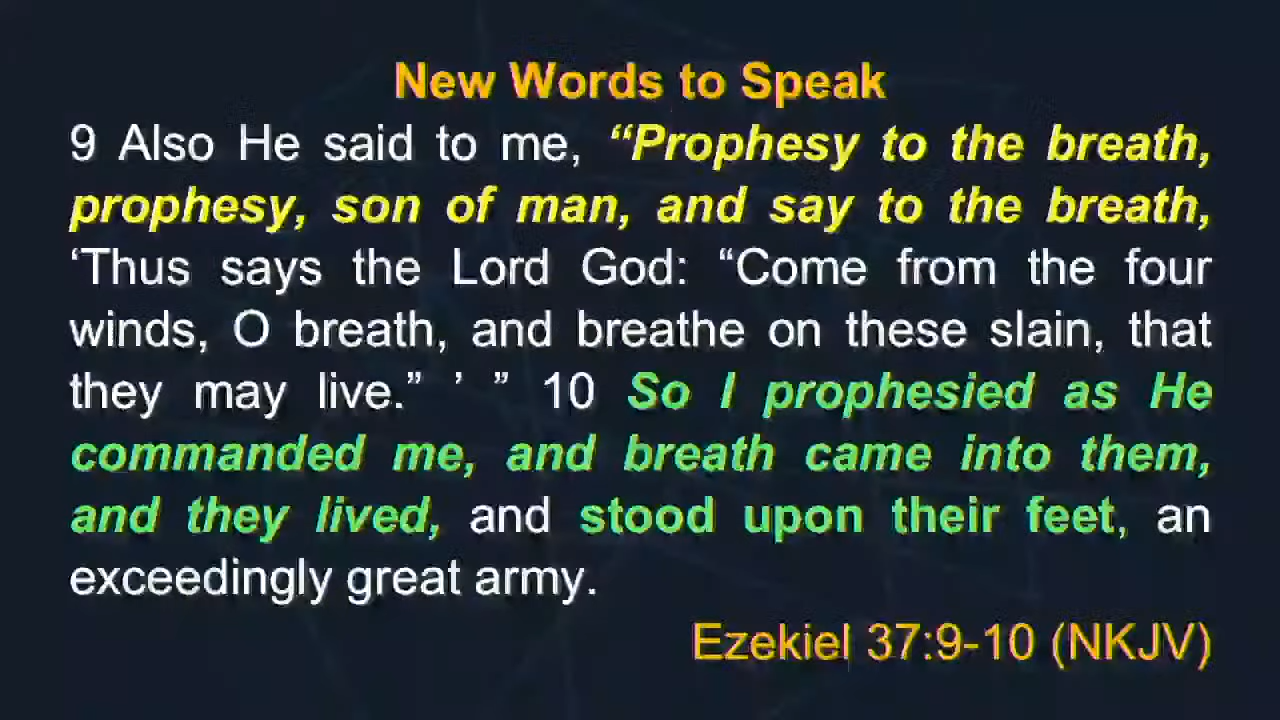 New Words to Speak
9 Also He said to me, “Prophesy to the breath,
prophesy, son of man, and say to the breath,
‘Thus says the Lord God: “Come from the four
winds, O breath, and breathe on these slain, that
they may live.” ’ ” 10 So I prophesied as He
commanded me, and breath came into them,
and they lived, and stood upon their feet, an
exceedingly great army.
Ezekiel 37:9-10 (NKJV)